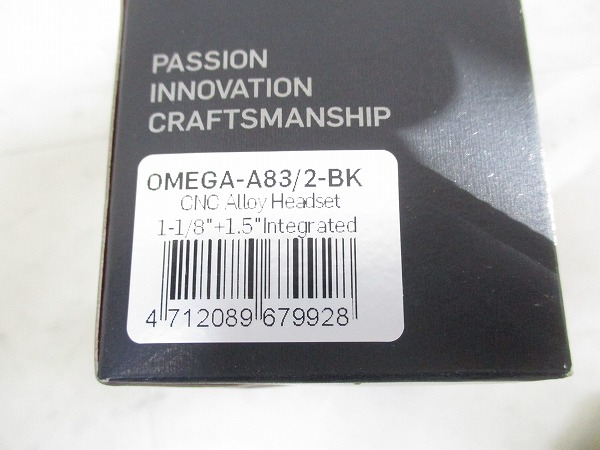 PASSION
INNOVATION
CRAFTSMANSHIP
OMEGA-A83/2-BK
CNC Alloy Headset
1-1/8"+1.5"Integrated
4 712089 679928